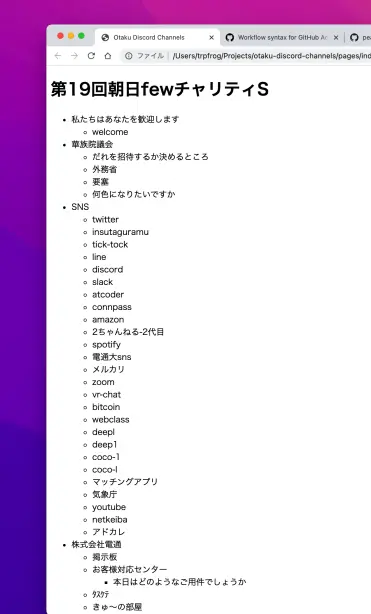 Otaku Discord Channels
Workflow syntax for GitHub Ac
pea
ファイル | /Users/trpfrog/Projects/otaku-discord-channels/pages/ind
第19回朝日fewチャリティS
私たちはあなたを歓迎します
welcome
華族院議会
だれを招待するか決めるところ
外務省
要塞
何色になりたいですか
SNS
twitter
insutaguramu
tick-tock
line
discord
slack
atcoder
connpass
amazon
2ちゃんねる-2代目
spotify
電通大sns
メルカリ
zoom
vr-chat
bitcoin
webclass
deepl
deep1
coco-1
coco-l
マッチングアプリ
気象庁
youtube
netkeiba
アドカレ
株式会社電通
掲示板
お客様対応センター
本日はどのようなご用件でしょうか
ﾀｽｹﾃ
きゅ〜の部屋